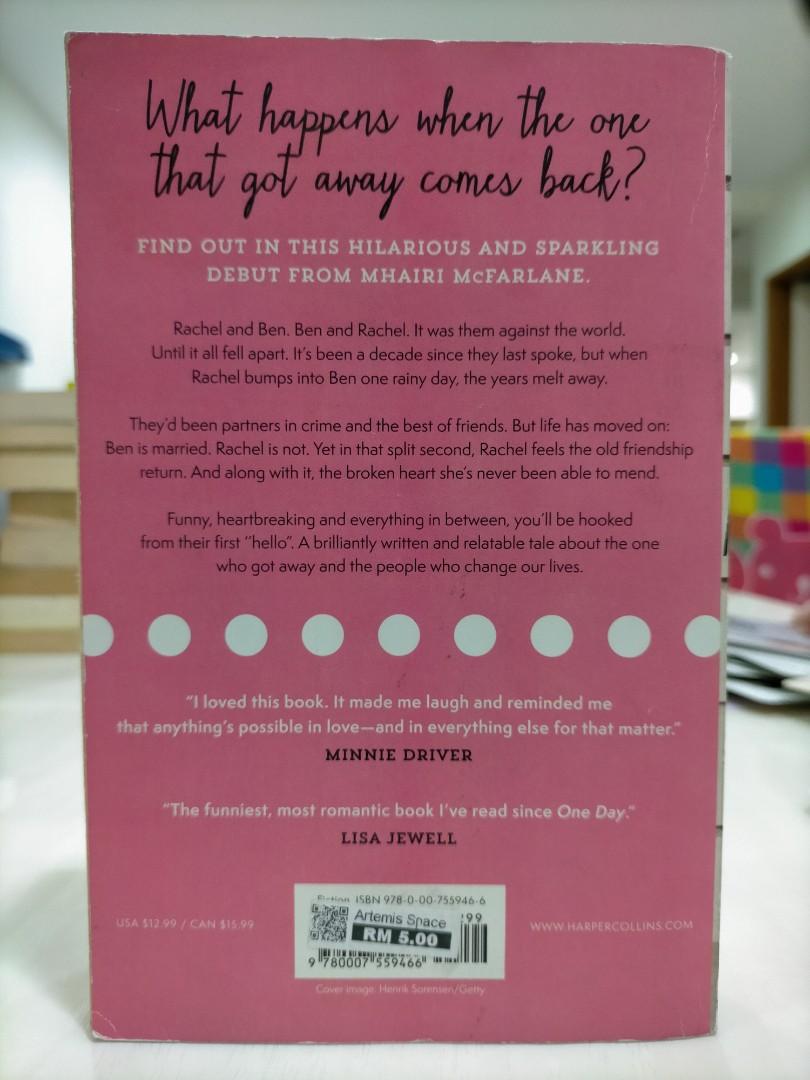 What happens when the one
that got away comes back?
FIND OUT IN THIS HILARIOUS AND SPARKLING
DEBUT FROM MHAIRI McFARLANE.
Rachel and Ben. Ben and Rachel. It was them against the world.
Until it all fell apart. It's been a decade since they last spoke, but when
Rachel bumps into Ben one rainy day, the years melt away.
They'd been partners in crime and the best of friends. But life has moved on:
Ben is married. Rachel is not. Yet in that split second, Rachel feels the old friendship
return. And along with it, the broken heart she's never been able to mend.
Funny, heartbreaking and everything in between, you'll be hooked
from their first "hello". A brilliantly written and relatable tale about the one
who got away and the people who change our lives.
"I loved this book. It made me laugh and reminded me
that anything's possible in love—and in everything else for that matter."
MINNIE DRIVER
"The funniest, most romantic book I've read since One Day."
LISA JEWELL
Fiction ISBN 978-0-00-755946-6
Artemis Space
RM 5.00
9 780007 559466
USA $12.99 / CAN $15.99
WWW.HARPERCOLLINS.COM
Cover image: Henrik Sorensen/Getty